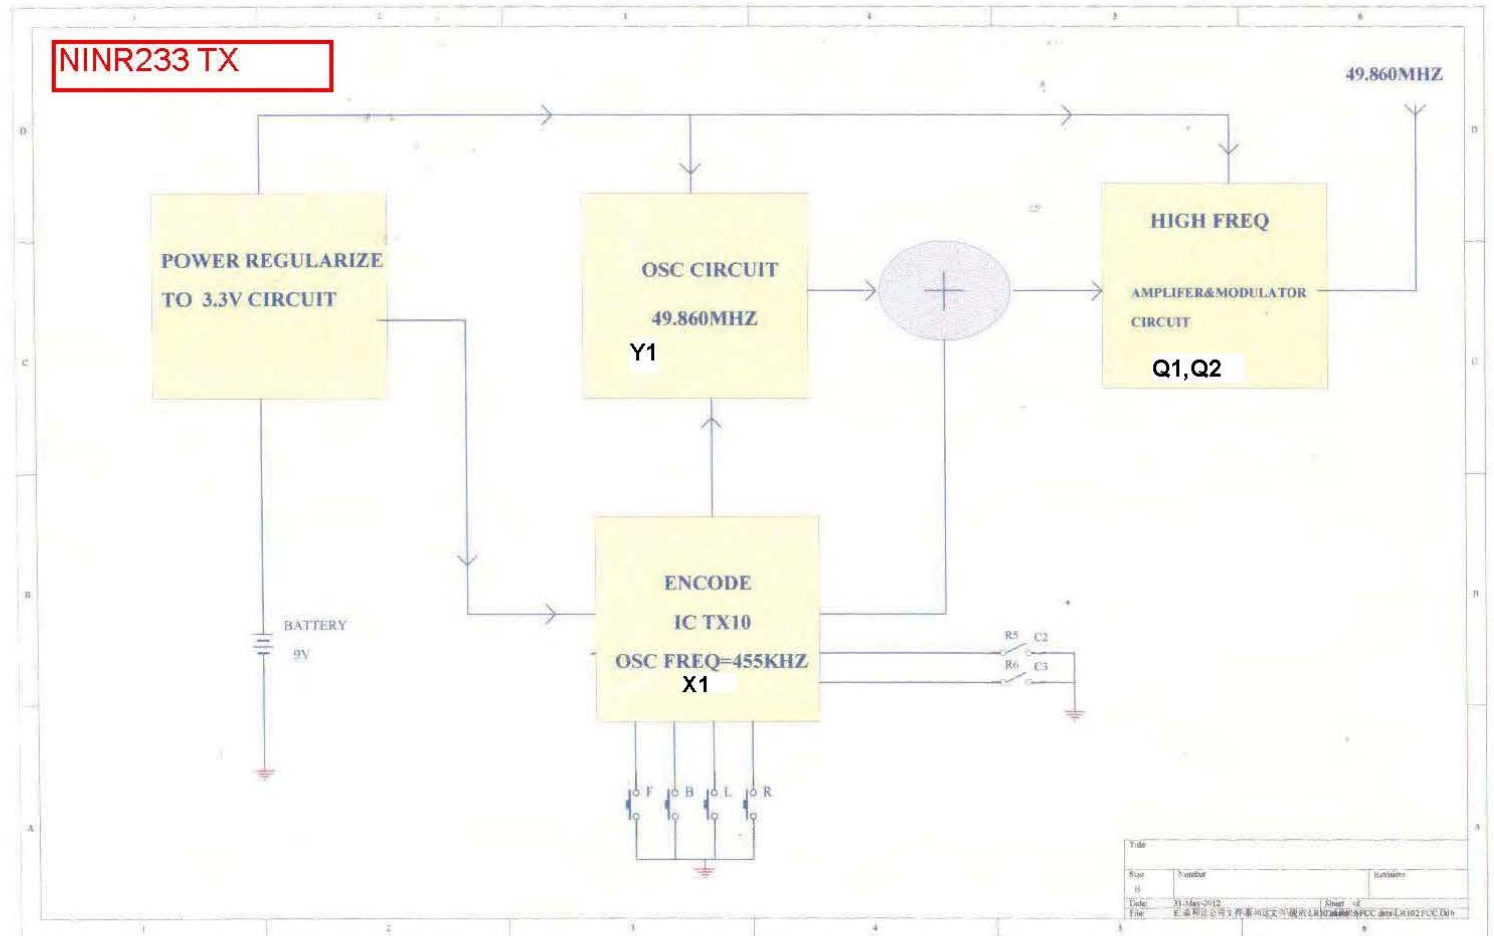 NINR233 TX
49.860MHZ
POWER REGULARIZE
TO 3.3V CIRCUIT
OSC CIRCUIT
49.860MHZ
Y1
HIGH FREQ
AMPLIFER&MODULATOR
CIRCUIT
Q1,Q2
ENCODE
IC TX10
OSC FREQ=455KHZ
X1
BATTERY
9V
R5 C2
R6 C3
F B L R
Title
Size
Number
Revision
B
Date:
31-May-2012
Sheet of
File: